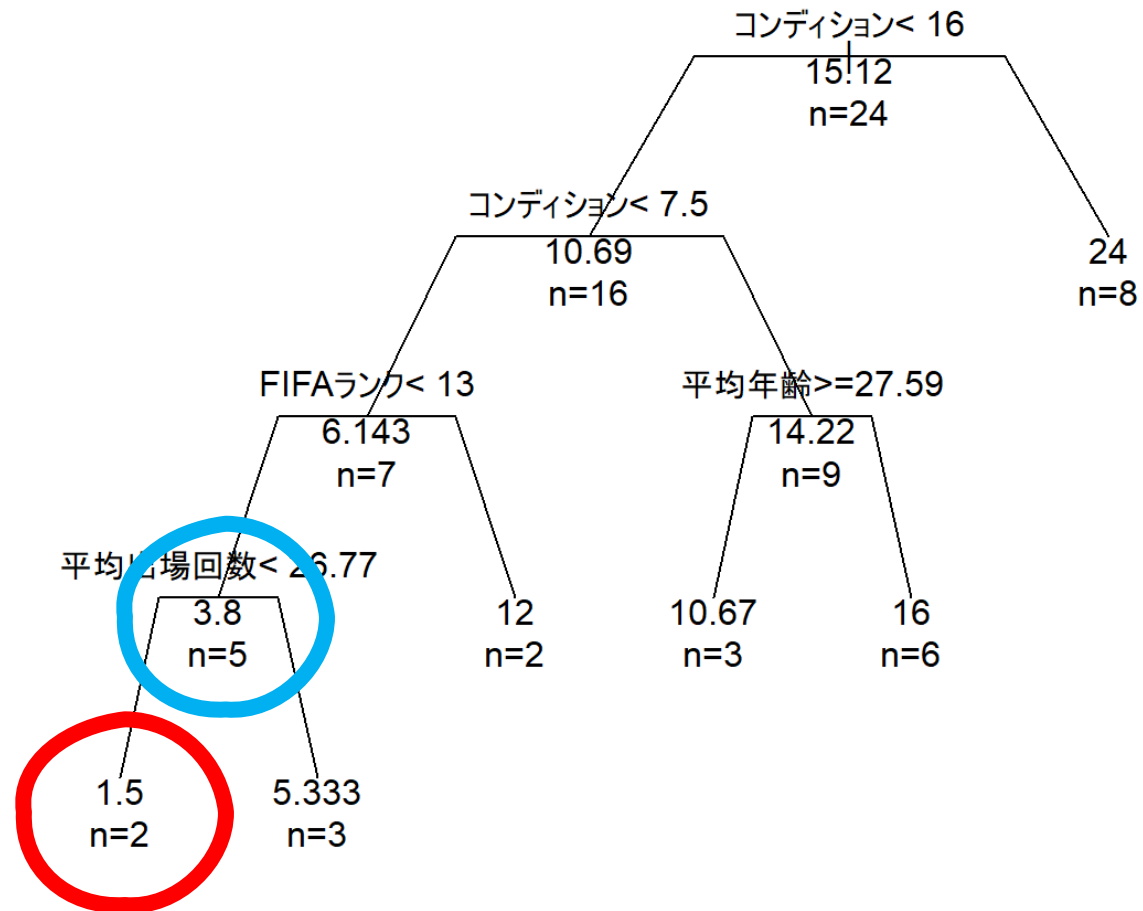 コンディション< 16
15.12
n=24
コンディション< 7.5
10.69
n=16
24
n=8
FIFAランク< 13
6.143
n=7
平均年齢>=27.59
14.22
n=9
平均出場回数< 26.77
3.8
n=5
12
n=2
10.67
n=3
16
n=6
1.5
n=2
5.333
n=3